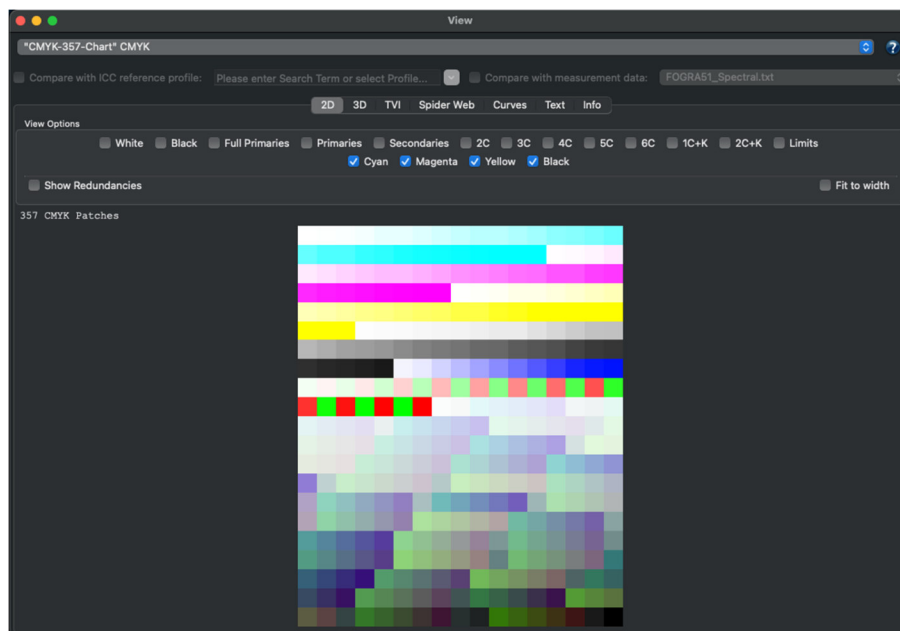 View
"CMYK-357-Chart" CMYK
?
Compare with ICC reference profile: Please enter Search Term or select Profile... Compare with measurement data: FOGRA51_Spectral.txt
2D 3D TVI Spider Web Curves Text Info
View Options
White Black Full Primaries Primaries Secondaries 2C 3C 4C 5C 6C 1C+K 2C+K Limits
Cyan Magenta Yellow Black
Show Redundancies Fit to width
357 CMYK Patches